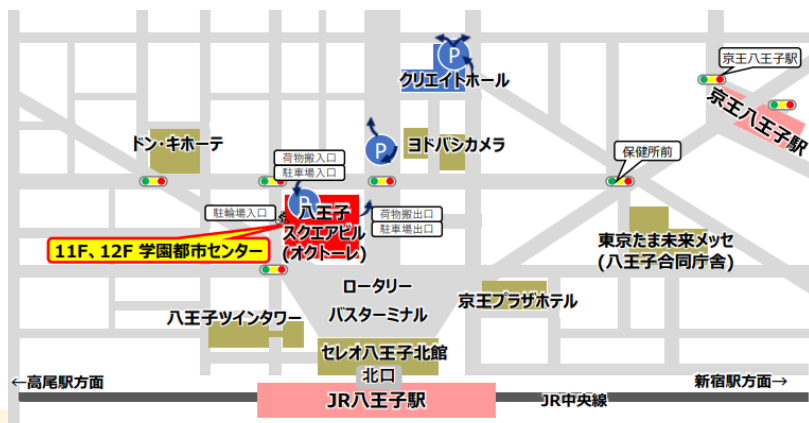 P
クリエイトホール
京王八王子駅
京王八王子駅
ドン・キホーテ
P
ヨドバシカメラ
保健所前
荷物搬入口
駐車場入口
P
駐輪場入口
八王子
スクエアビル
(オクトーレ)
荷物搬出口
駐車場出口
11F、12F 学園都市センター
東京たま未来メッセ
(八王子合同庁舎)
ロータリー
バスターミナル
京王プラザホテル
八王子ツインタワー
セレオ八王子北館
北口
←高尾駅方面
新宿駅方面→
JR八王子駅
JR中央線